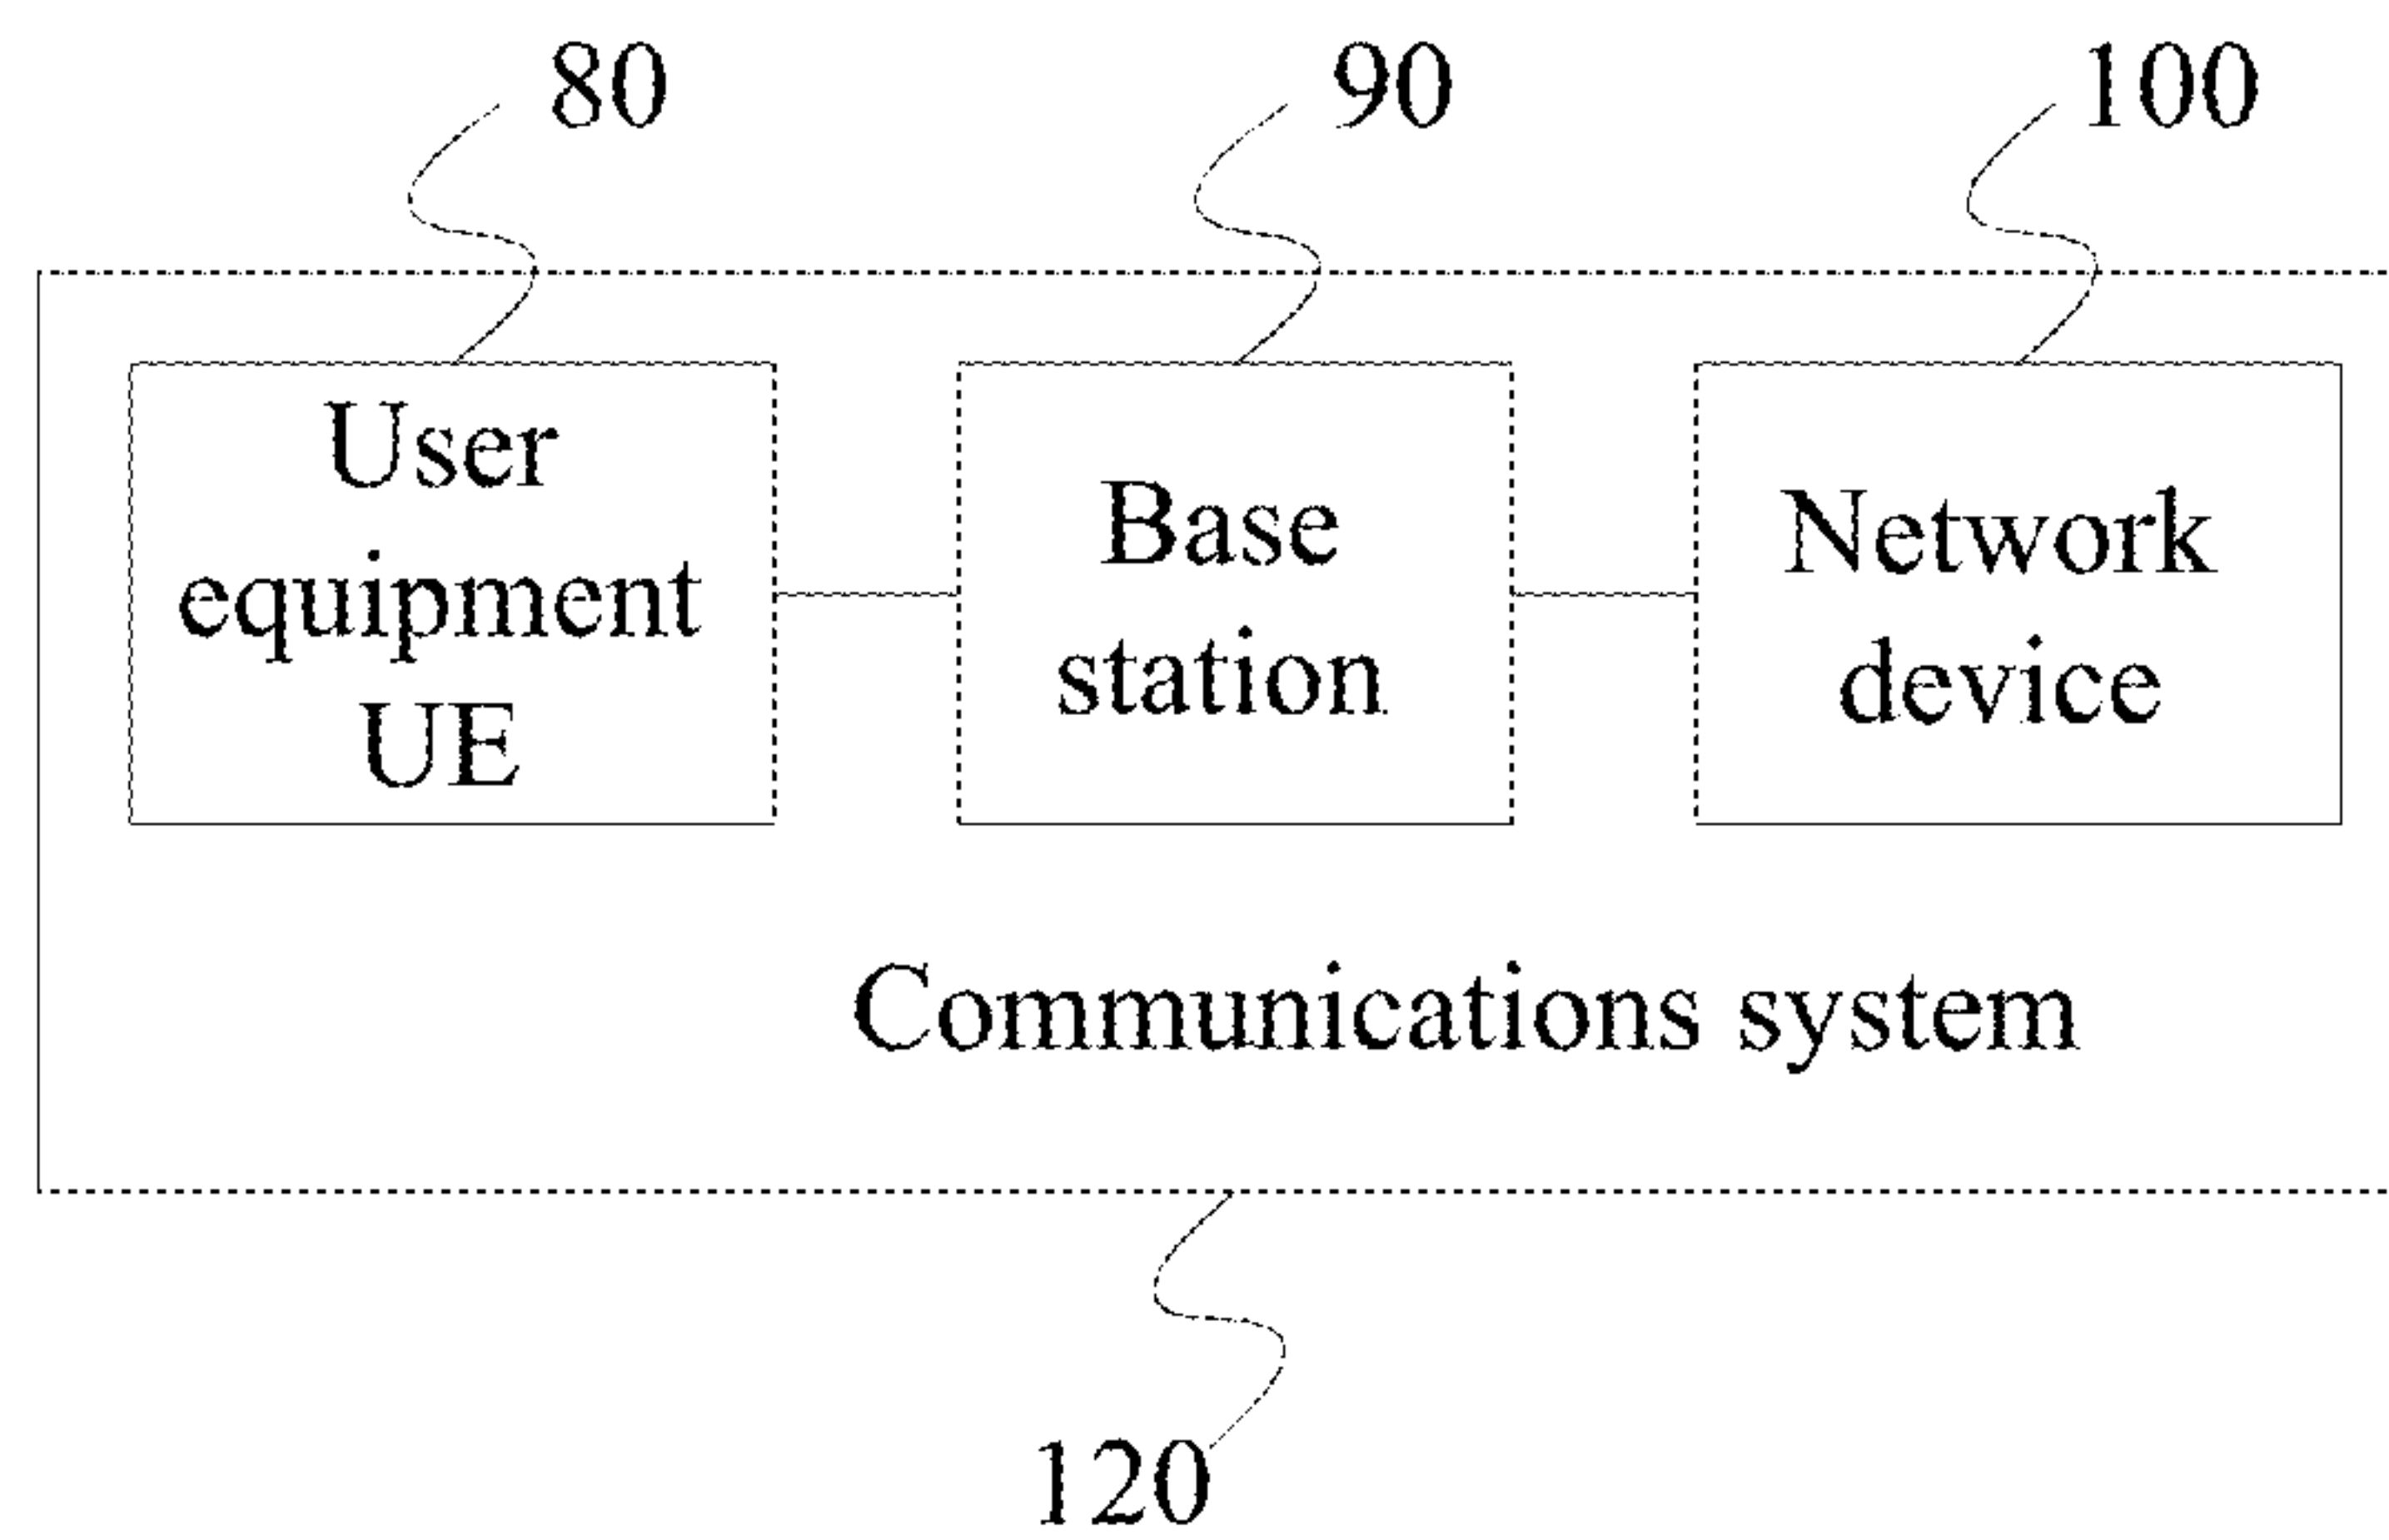 80
90
100
User
equipment
UE
Base
station
Network
device
Communications system
120